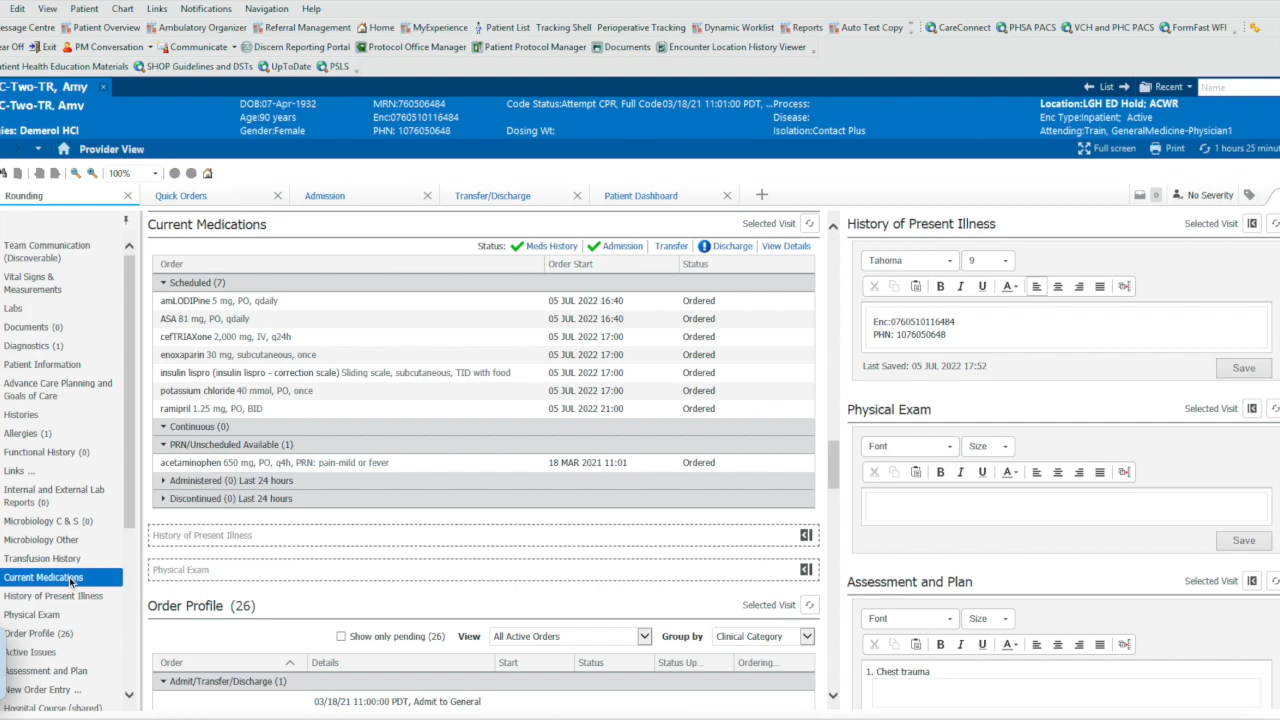 Edit View Patient Chart Links Notifications Navigation Help
essage Centre Patient Overview Ambulatory Organizer Referral Management Home MyExperience Patient List Tracking Shell Perioperative Tracking Dynamic Worklist Reports Auto Text Copy CareConnect PHSA PACS VCH and PHC PACS FormFast WFI
ear Off Exit PM Conversation Communicate Discern Reporting Portal Protocol Office Manager Patient Protocol Manager Documents Encounter Location History Viewer
atient Health Education Materials SHOP Guidelines and DSTs UpToDate PSLS
C-Two-TR, Amy × List Recent Name
C-Two-TR, Amy DOB:07-Apr-1932 MRN:760506484 Code Status:Attempt CPR, Full Code03/18/21 11:01:00 PDT, ...Process: Location:LGH ED Hold; ACWR
Age:90 years Enc:0760510116484 Disease: Enc Type:Inpatient; Active
gies: Demerol HCl Gender:Female PHN: 1076050648 Dosing Wt: Isolation:Contact Plus Attending:Train, GeneralMedicine-Physician1
Provider View Full screen Print 1 hours 25 minut
100%
Rounding × Quick Orders × Admission × Transfer/Discharge × Patient Dashboard × + 0 No Severity
Team Communication (Discoverable)
Vital Signs & Measurements
Labs
Documents (0)
Diagnostics (1)
Patient Information
Advance Care Planning and Goals of Care
Histories
Allergies (1)
Functional History (0)
Links ...
Internal and External Lab Reports (0)
Microbiology C & S (0)
Microbiology Other
Transfusion History
Current Medications
History of Present Illness
Physical Exam
Order Profile (26)
Active Issues
Assessment and Plan
New Order Entry ...
Hospital Course (shared)
Current Medications Selected Visit
Status: Meds History Admission Transfer Discharge View Details
Order Order Start Status
Scheduled (7)
amLODIPine 5 mg, PO, qdaily 05 JUL 2022 16:40 Ordered
ASA 81 mg, PO, qdaily 05 JUL 2022 16:40 Ordered
cefTRIAXone 2,000 mg, IV, q24h 05 JUL 2022 17:00 Ordered
enoxaparin 30 mg, subcutaneous, once 05 JUL 2022 17:00 Ordered
insulin lispro (insulin lispro - correction scale) Sliding scale, subcutaneous, TID with food 05 JUL 2022 17:00 Ordered
potassium chloride 40 mmol, PO, once 05 JUL 2022 17:00 Ordered
ramipril 1.25 mg, PO, BID 05 JUL 2022 21:00 Ordered
Continuous (0)
PRN/Unscheduled Available (1)
acetaminophen 650 mg, PO, q4h, PRN: pain-mild or fever 18 MAR 2021 11:01 Ordered
Administered (0) Last 24 hours
Discontinued (0) Last 24 hours
History of Present Illness
Physical Exam
Order Profile (26) Selected Visit
Show only pending (26) View All Active Orders Group by Clinical Category
Order Details Start Status Status Up... Ordering...
Admit/Transfer/Discharge (1)
03/18/21 11:00:00 PDT, Admit to General
History of Present Illness Selected Visit
Tahoma 9
B I U A
Enc:0760510116484
PHN: 1076050648
Last Saved: 05 JUL 2022 17:52 Save
Physical Exam Selected Visit
Font Size
B I U A
Save
Assessment and Plan Selected Visit
Font Size
B I U A
1. Chest trauma